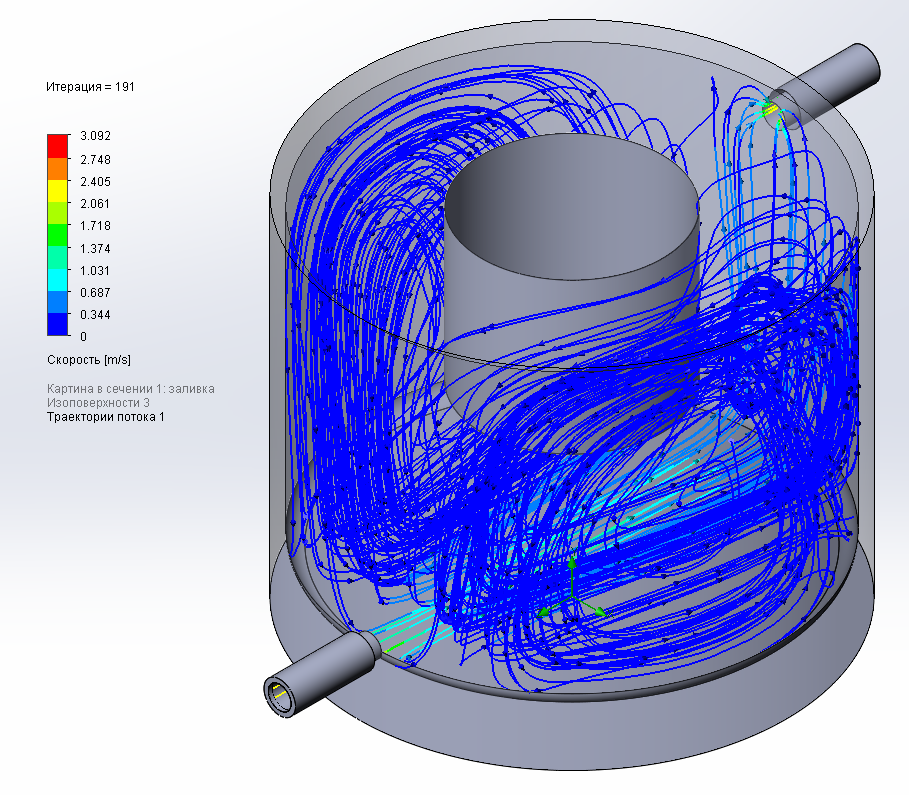 Итерация = 191
3.092
2.748
2.405
2.061
1.718
1.374
1.031
0.687
0.344
0
Скорость [m/s]
Картина в сечении 1: заливка
Изоповерхности 3
Траектории потока 1